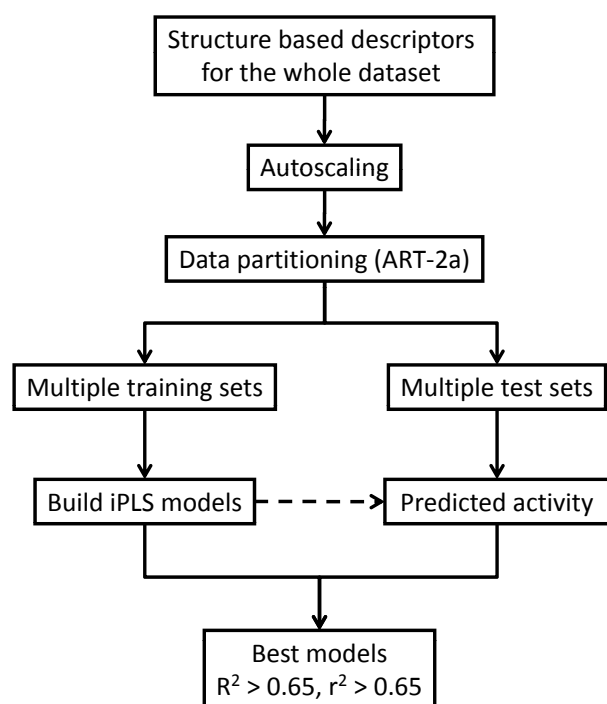 Structure based descriptors
for the whole dataset
Autoscaling
Data partitioning (ART-2a)
Multiple training sets
Multiple test sets
Build iPLS models
Predicted activity
Best models
R² > 0.65, r² > 0.65